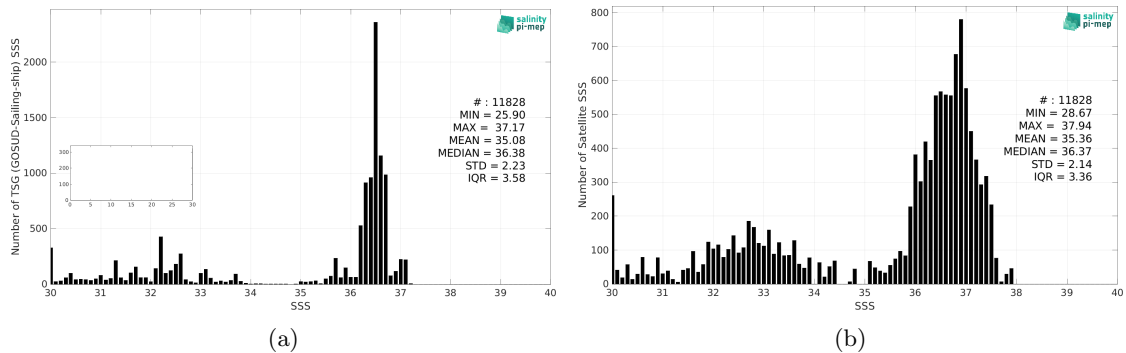 Number of TSG (GOSUD-Sailing-ship) SSS
2000
1500
1000
500
0
30 31 32 33 34 35 36 37 38 39 40
SSS
300
200
100
0
0 5 10 15 20 25 30
salinity
pi-mep
# : 11828
MIN = 25.90
MAX = 37.17
MEAN = 35.08
MEDIAN = 36.38
STD = 2.23
IQR = 3.58
(a)
Number of Satellite SSS
800
700
600
500
400
300
200
100
0
30 31 32 33 34 35 36 37 38 39 40
SSS
salinity
pi-mep
# : 11828
MIN = 28.67
MAX = 37.94
MEAN = 35.36
MEDIAN = 36.37
STD = 2.14
IQR = 3.36
(b)